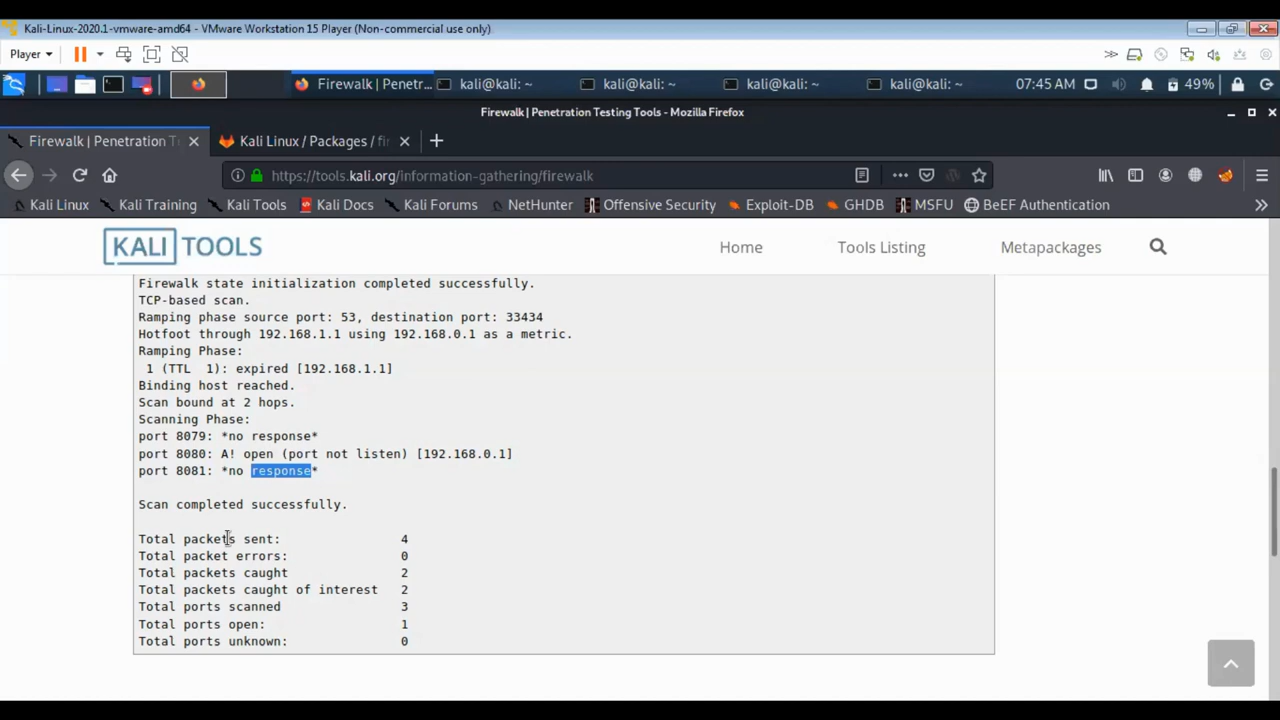 Kali-Linux-2020.1-vmware-amd64 - VMware Workstation 15 Player (Non-commercial use only)
Player
Firewalk | Penetr... kali@kali: ~ kali@kali: ~ kali@kali: ~ kali@kali: ~ 07:45 AM 49%
Firewalk | Penetration Testing Tools - Mozilla Firefox
Firewalk | Penetration T Kali Linux / Packages / fir
https://tools.kali.org/information-gathering/firewalk
Kali Linux Kali Training Kali Tools Kali Docs Kali Forums NetHunter Offensive Security Exploit-DB GHDB MSFU BeEF Authentication
KALI TOOLS Home Tools Listing Metapackages
Firewalk state initialization completed successfully.
TCP-based scan.
Ramping phase source port: 53, destination port: 33434
Hotfoot through 192.168.1.1 using 192.168.0.1 as a metric.
Ramping Phase:
1 (TTL  1): expired [192.168.1.1]
Binding host reached.
Scan bound at 2 hops.
Scanning Phase:
port 8079: *no response*
port 8080: A! open (port not listen) [192.168.0.1]
port 8081: *no response*
Scan completed successfully.
Total packets sent: 4
Total packet errors: 0
Total packets caught 2
Total packets caught of interest 2
Total ports scanned 3
Total ports open: 1
Total ports unknown: 0